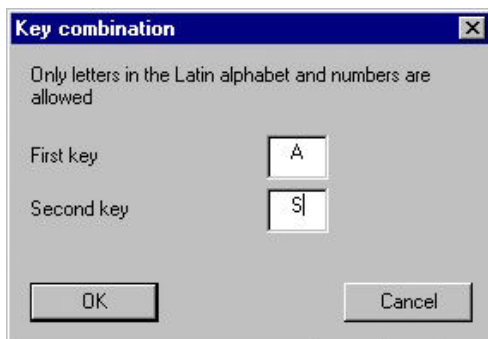 Key combination
Only letters in the Latin alphabet and numbers are
allowed
First key A
Second key S
OK Cancel